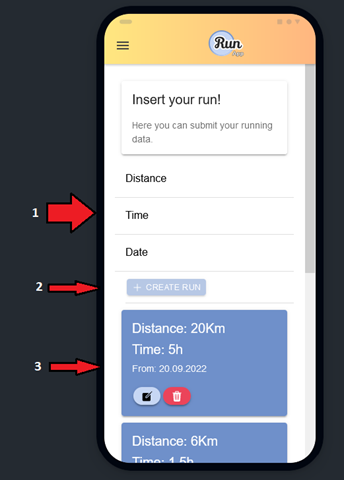 Run
App
Insert your run!
Here you can submit your running
data.
Distance
1
Time
Date
2
+ CREATE RUN
Distance: 20Km
Time: 5h
3
From: 20.09.2022
Distance: 6Km
Time: 1.5h